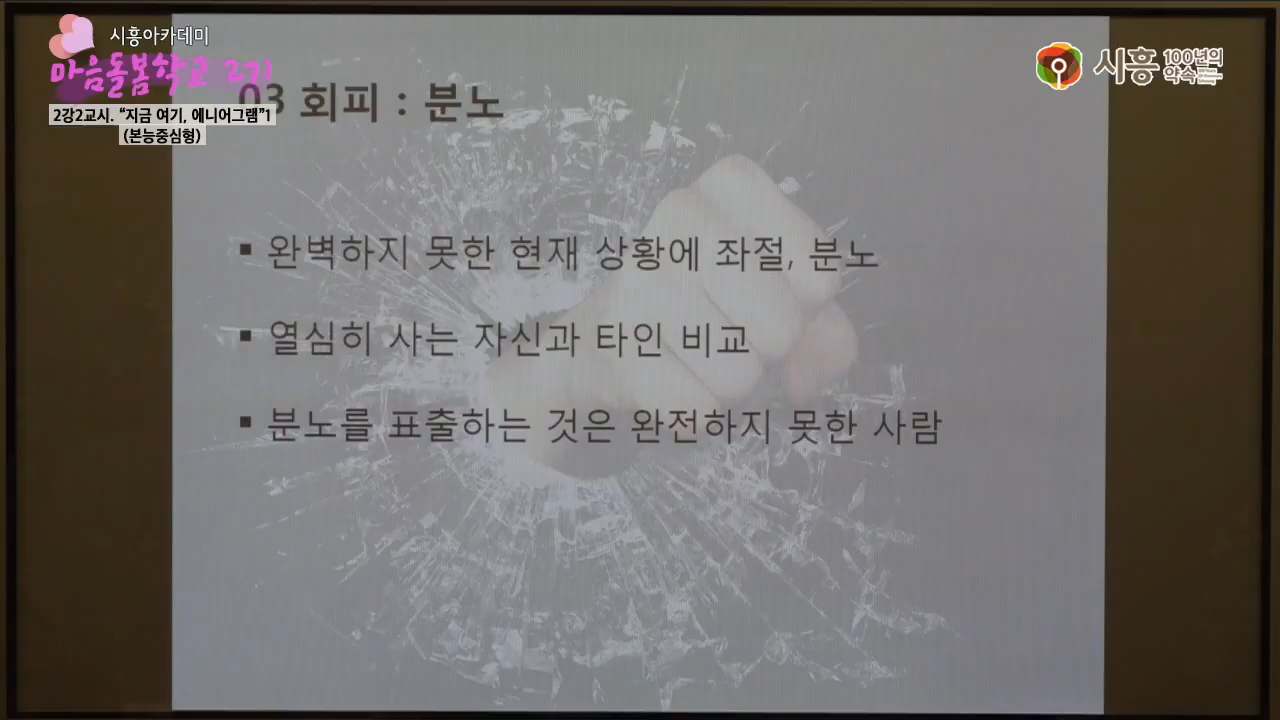 시흥아카데미
마음돌봄학교 2기
2강2교시. “지금 여기, 에니어그램”1
(본능중심형)
시흥 100년의
약속
03 회피 : 분노
▪ 완벽하지 못한 현재 상황에 좌절, 분노
▪ 열심히 사는 자신과 타인 비교
▪ 분노를 표출하는 것은 완전하지 못한 사람